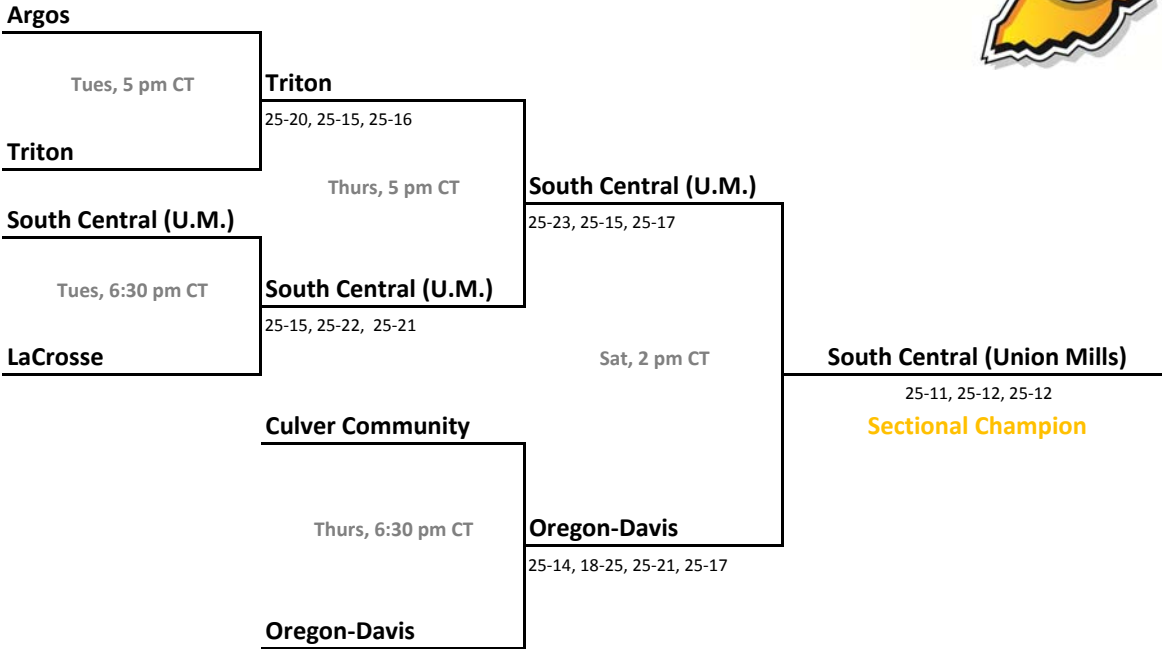 Argos
Tues, 5 pm CT
Triton
25-20, 25-15, 25-16
Triton
Thurs, 5 pm CT
South Central (U.M.)
South Central (U.M.)
25-23, 25-15, 25-17
Tues, 6:30 pm CT
South Central (U.M.)
25-15, 25-22,  25-21
LaCrosse
Sat, 2 pm CT
South Central (Union Mills)
25-11, 25-12, 25-12
Culver Community
Sectional Champion
Thurs, 6:30 pm CT
Oregon-Davis
25-14, 18-25, 25-21, 25-17
Oregon-Davis